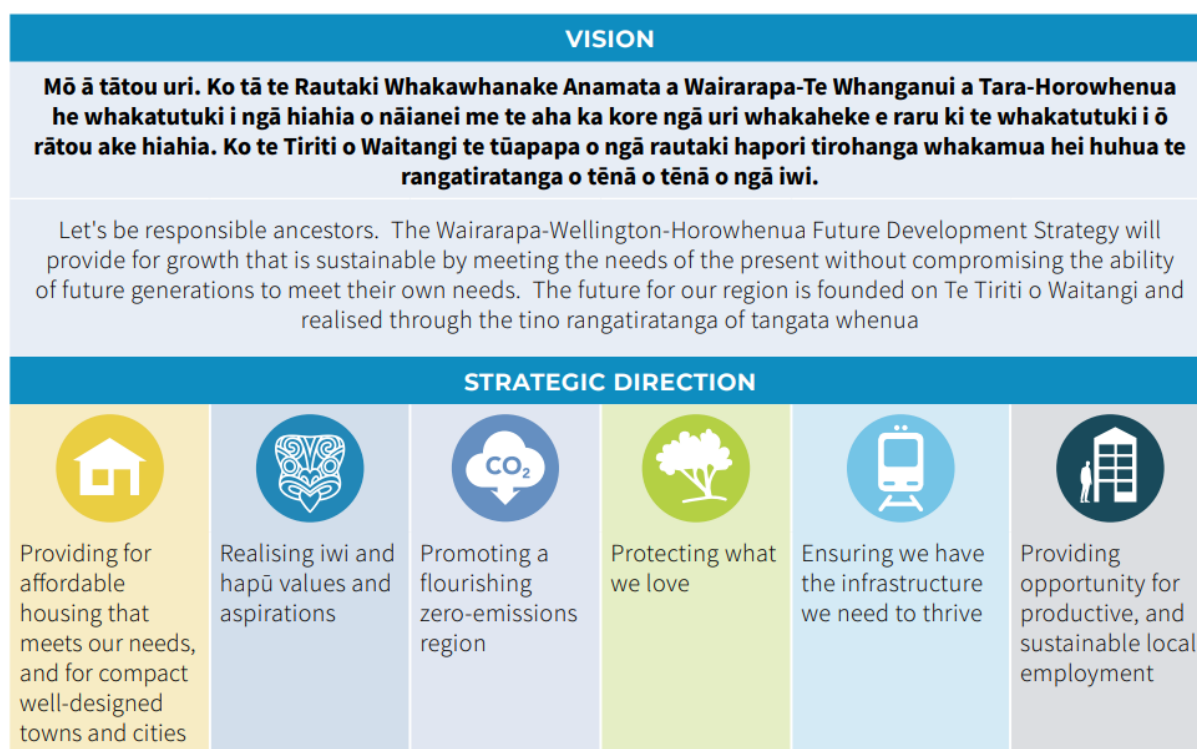 VISION
Mō ā tātou uri. Ko tā te Rautaki Whakawhanake Anamata a Wairarapa-Te Whanganui a Tara-Horowhenua
he whakatutuki i ngā hiahia o nāianei me te aha ka kore ngā uri whakaheke e raru ki te whakatutuki i ō
rātou ake hiahia. Ko te Tiriti o Waitangi te tūāpapa o ngā rautaki hapori tirohanga whakamua hei huhua te
rangatiratanga o tēnā o tēnā o ngā iwi.
Let's be responsible ancestors. The Wairarapa-Wellington-Horowhenua Future Development Strategy will
provide for growth that is sustainable by meeting the needs of the present without compromising the ability
of future generations to meet their own needs. The future for our region is founded on Te Tiriti o Waitangi and
realised through the tino rangatiratanga of tangata whenua
STRATEGIC DIRECTION
Providing for
affordable
housing that
meets our needs,
and for compact
well-designed
towns and cities
Realising iwi and
hapū values and
aspirations
CO₂
Promoting a
flourishing
zero-emissions
region
Protecting what
we love
Ensuring we have
the infrastructure
we need to thrive
Providing
opportunity for
productive, and
sustainable local
employment